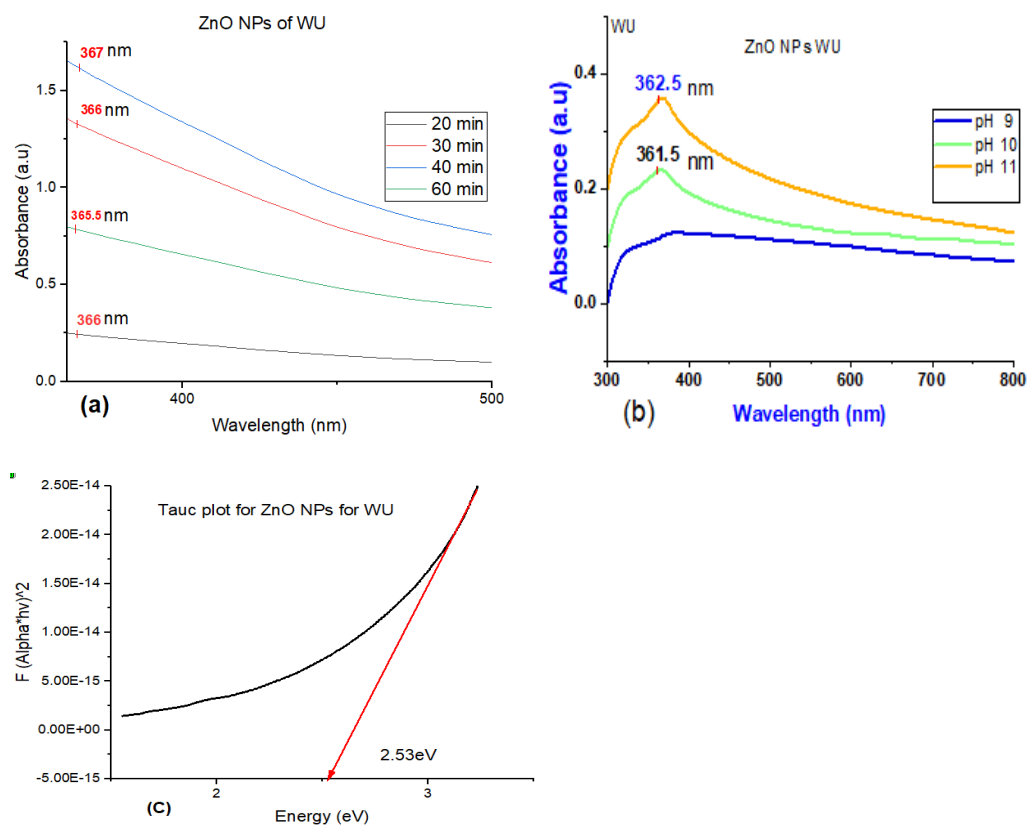 ZnO NPs of WU
367 nm
366 nm
365.5 nm
366 nm
20 min
30 min
40 min
60 min
1.5
1.0
0.5
0.0
Absorbance (a.u)
400
500
(a)
Wavelength (nm)
WU
ZnO NPs WU
362.5 nm
361.5 nm
pH 9
pH 10
pH 11
0.4
0.2
0.0
Absorbance (a.u)
300 400 500 600 700 800
(b)
Wavelength (nm)
Tauc plot for ZnO NPs for WU
2.50E-14
2.00E-14
1.50E-14
1.00E-14
5.00E-15
0.00E+00
-5.00E-15
F (Alpha*hv)^2
2.53eV
2 3
(C)
Energy (eV)